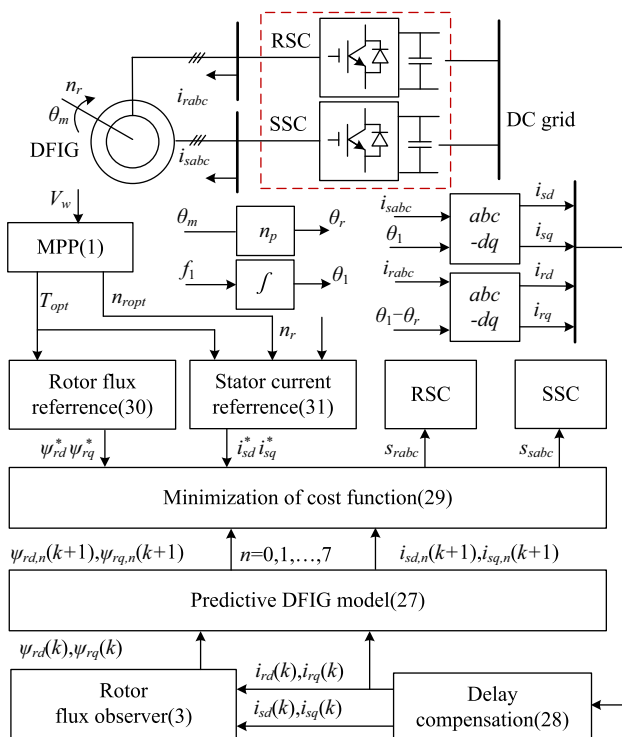 RSC
n_r
i_rabc
θ_m
SSC
DC grid
DFIG
i_sabc
V_w
MPP(1)
θ_m
n_p
θ_r
f_1
∫
θ_1
i_sabc
θ_1
abc
-dq
i_sd
i_sq
i_rabc
θ_1−θ_r
abc
-dq
i_rd
i_rq
T_opt
n_ropt
n_r
Rotor flux
referrence(30)
Stator current
referrence(31)
RSC
SSC
ψ*_rd ψ*_rq
i*_sd i*_sq
s_rabc
s_sabc
Minimization of cost function(29)
ψ_rd,n(k+1),ψ_rq,n(k+1)
n=0,1,…,7
i_sd,n(k+1),i_sq,n(k+1)
Predictive DFIG model(27)
ψ_rd(k),ψ_rq(k)
i_rd(k),i_rq(k)
i_sd(k),i_sq(k)
Rotor
flux observer(3)
Delay
compensation(28)